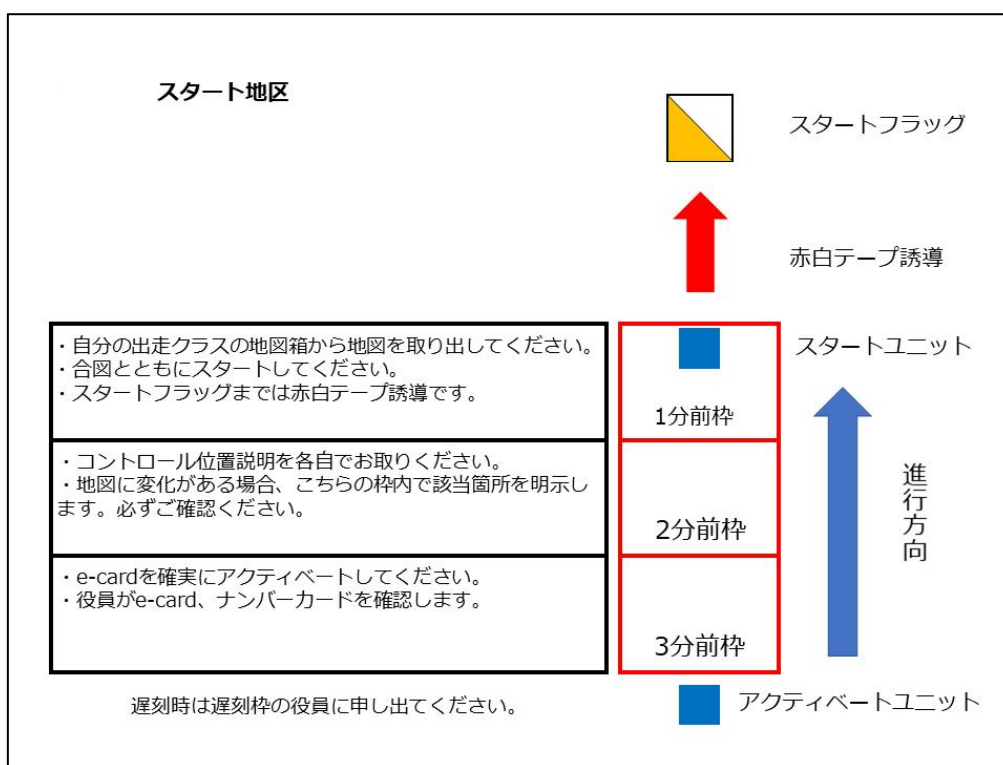 スタート地区
スタートフラッグ
赤白テープ誘導
・自分の出走クラスの地図箱から地図を取り出してください。
・合図とともにスタートしてください。
・スタートフラッグまでは赤白テープ誘導です。
スタートユニット
1分前枠
・コントロール位置説明を各自でお取りください。
・地図に変化がある場合、こちらの枠内で該当箇所を明示し
ます。必ずご確認ください。
2分前枠
進行方向
・e-cardを確実にアクティベートしてください。
・役員がe-card、ナンバーカードを確認します。
3分前枠
遅刻時は遅刻枠の役員に申し出てください。
アクティベートユニット